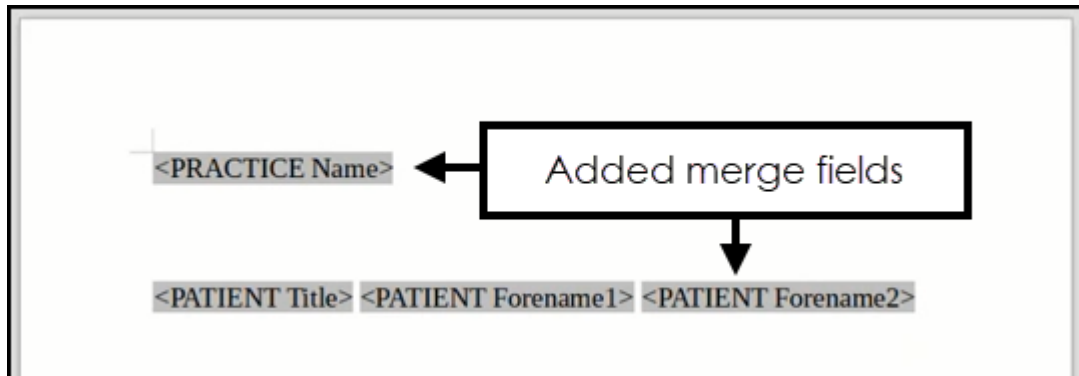 <PRACTICE Name>
Added merge fields
<PATIENT Title> <PATIENT Forename1> <PATIENT Forename2>